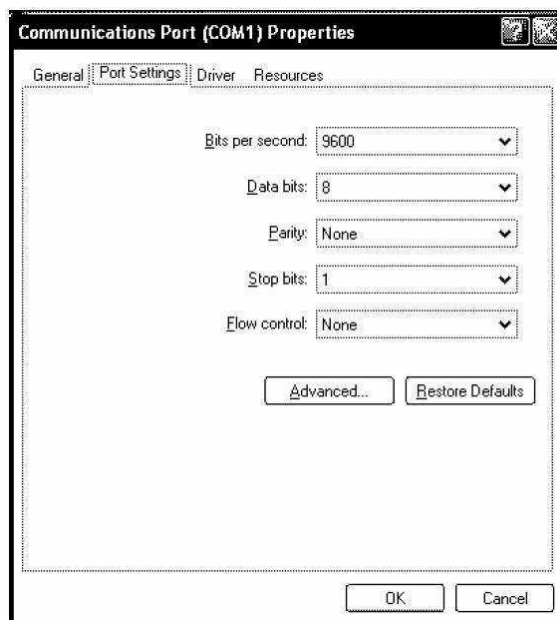 Communications Port (COM1) Properties
General Port Settings Driver Resources
Bits per second: 9600
Data bits: 8
Parity: None
Stop bits: 1
Flow control: None
Advanced... Restore Defaults
OK Cancel